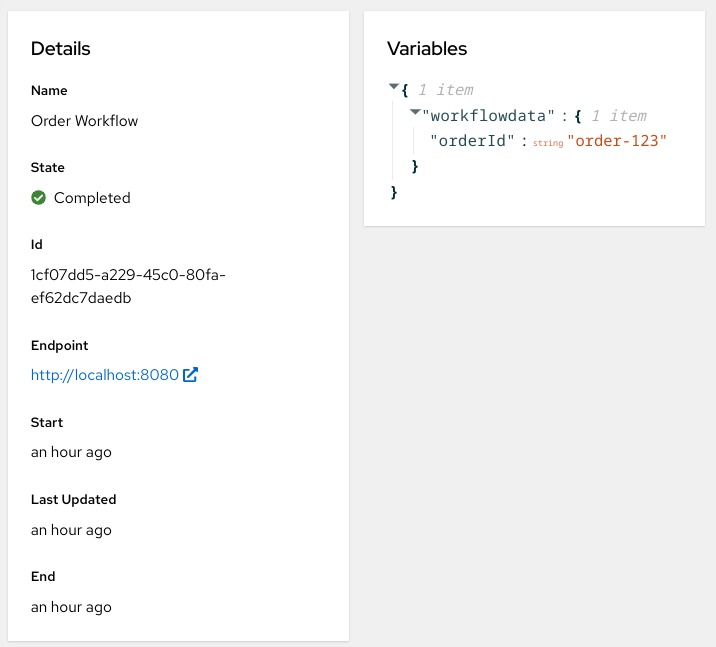 Details
Name
Order Workflow
State
Completed
Id
1cf07dd5-a229-45c0-80fa-
ef62dc7daedb
Endpoint
http://localhost:8080
Start
an hour ago
Last Updated
an hour ago
End
an hour ago
Variables
{ 1 item
"workflowdata" : { 1 item
"orderId" : string "order-123"
}
}